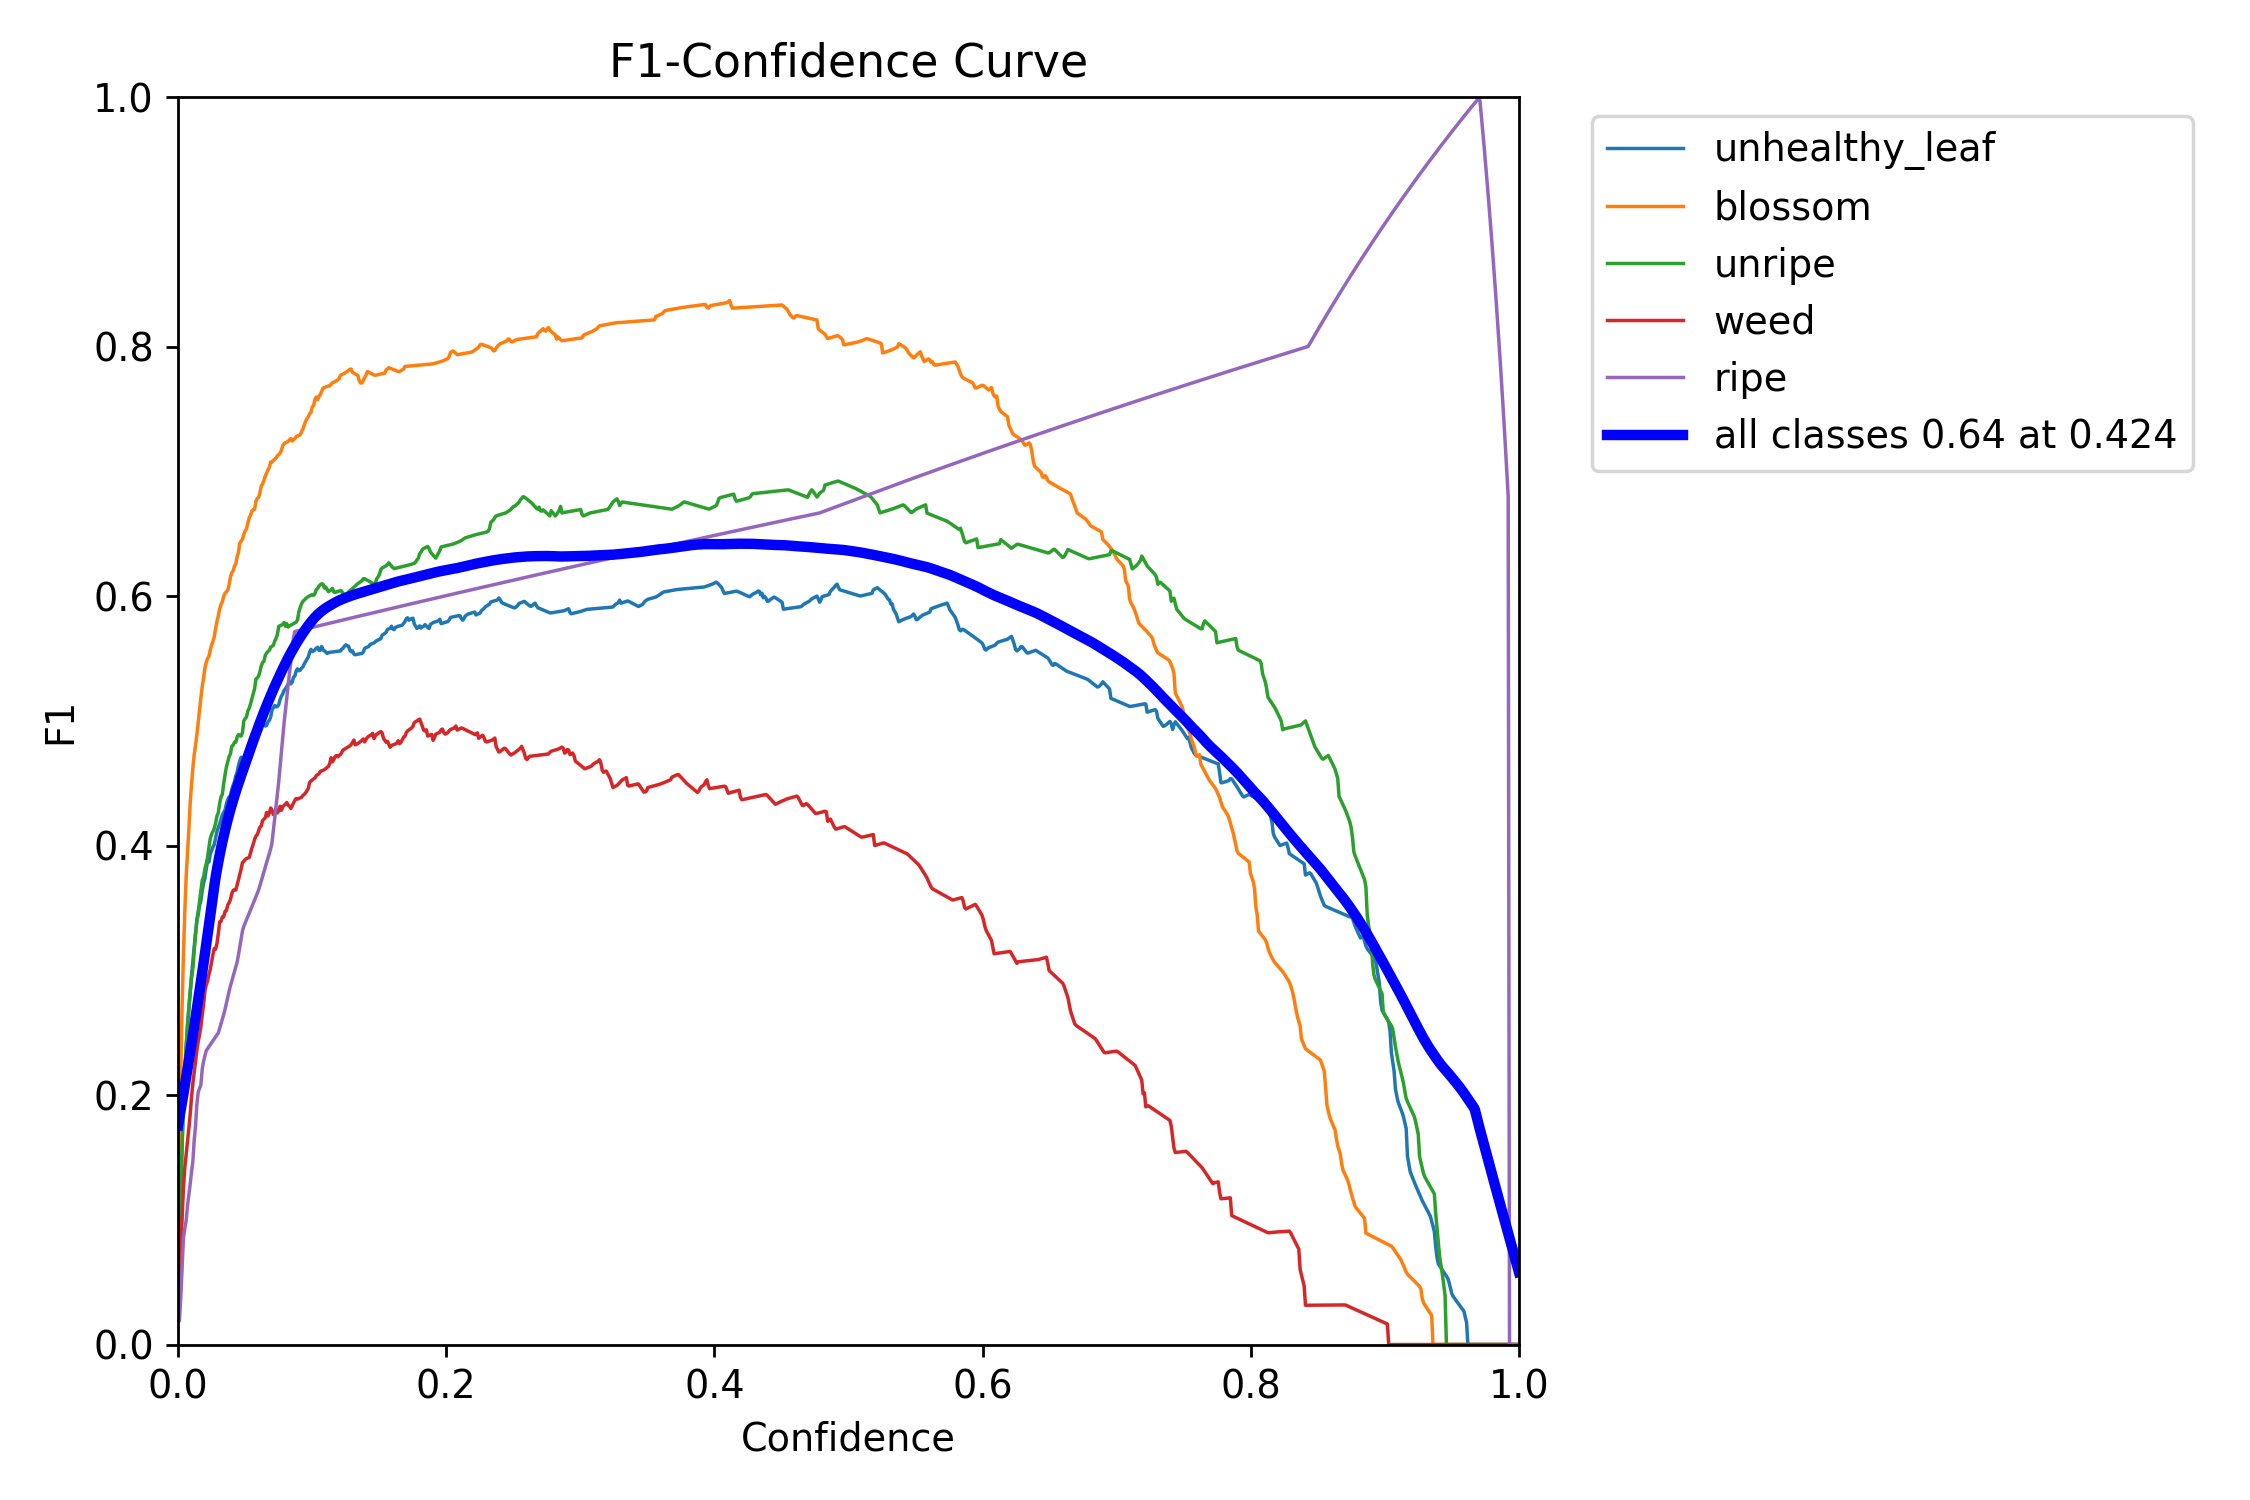 F1-Confidence Curve
1.0
0.8
0.6
0.4
0.2
0.0
F1
0.0 0.2 0.4 0.6 0.8 1.0
Confidence
unhealthy_leaf
blossom
unripe
weed
ripe
all classes 0.64 at 0.424